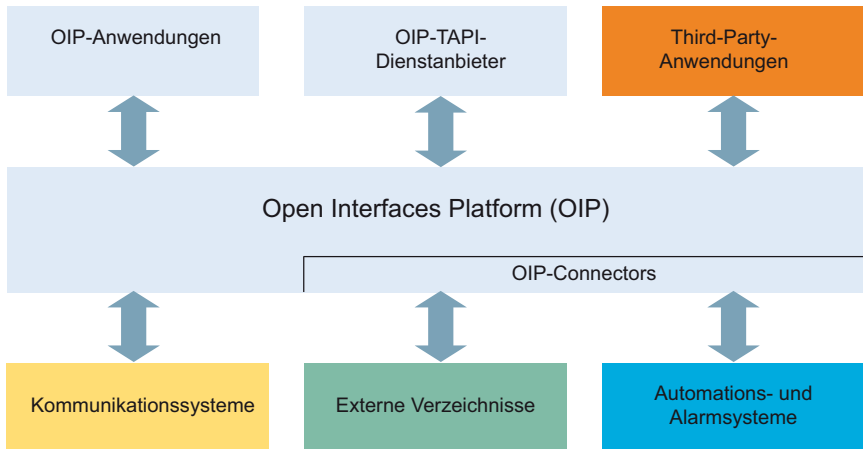 OIP-Anwendungen
OIP-TAPI-
Dienstanbieter
Third-Party-
Anwendungen
Open Interfaces Platform (OIP)
OIP-Connectors
Kommunikationssysteme
Externe Verzeichnisse
Automations- und
Alarmsysteme